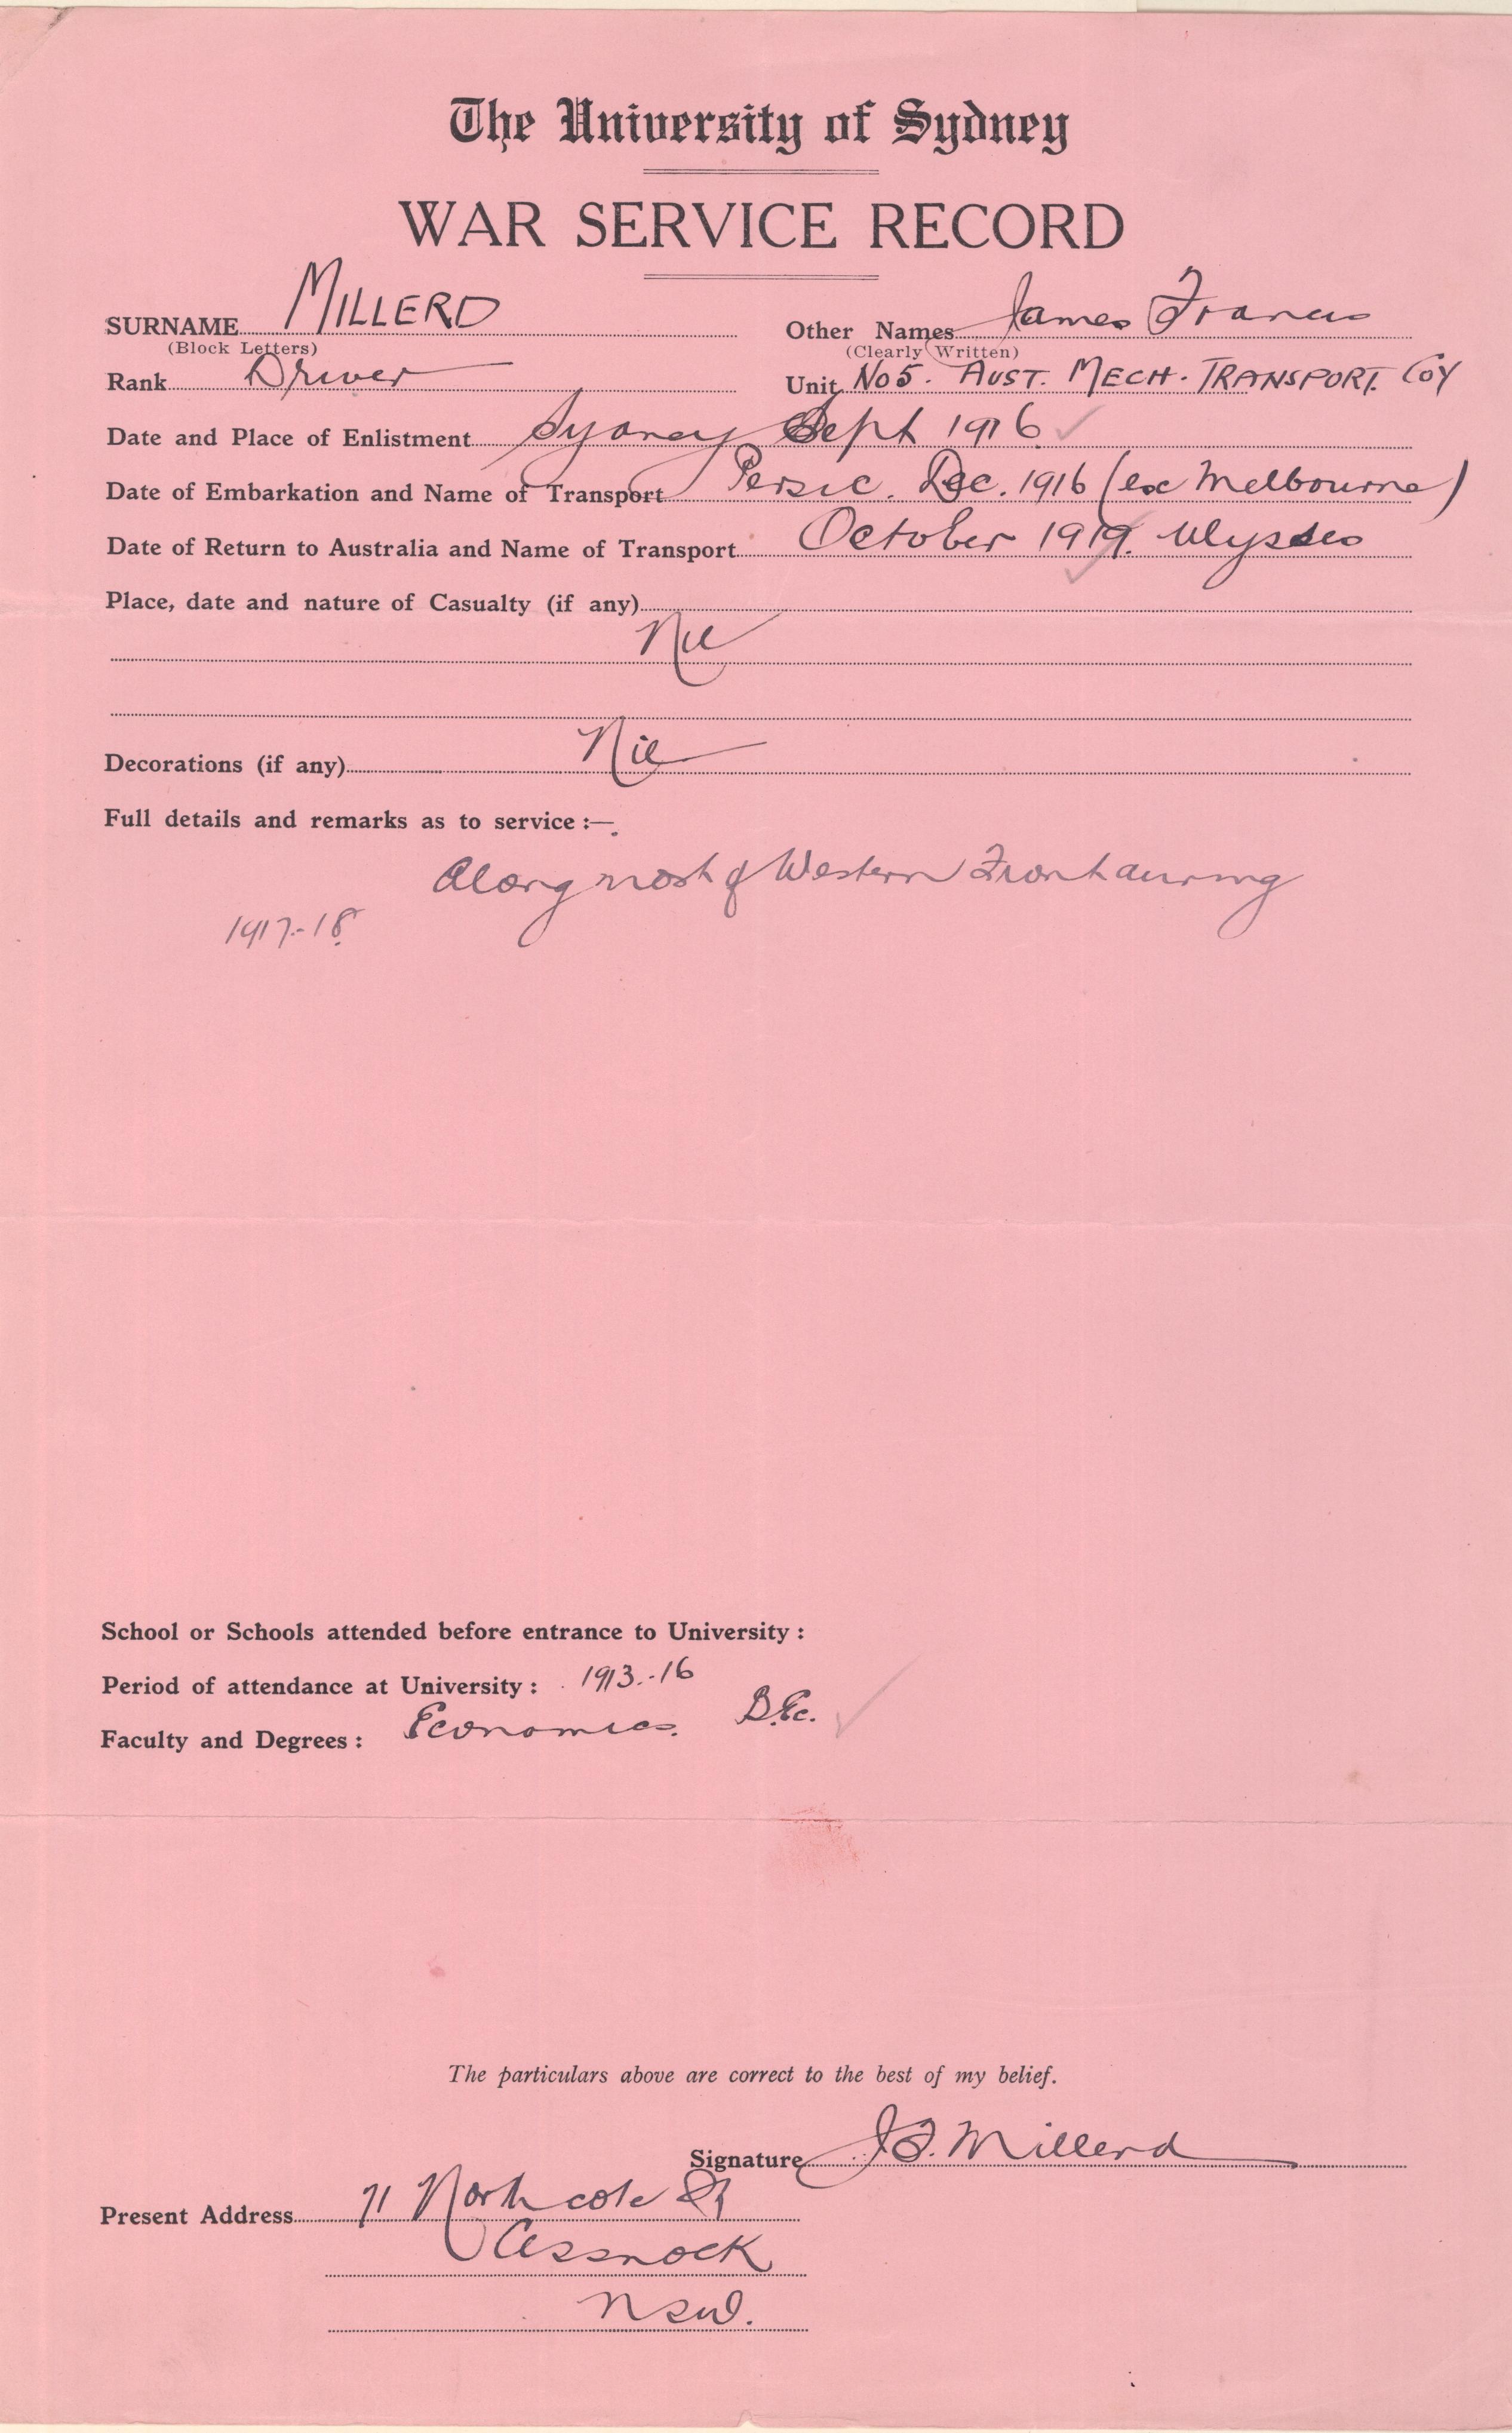 The University of Sydney
WAR SERVICE RECORD
SURNAME MILLERD Other Names James Francis
(Block Letters) (Clearly Written)
Rank Driver Unit No 5. AUST. MECH. TRANSPORT. COY
Date and Place of Enlistment Sydney Sept 1916
Date of Embarkation and Name of Transport Persic. Dec. 1916 (ex Melbourne)
Date of Return to Australia and Name of Transport October 1919. Ulysses
Place, date and nature of Casualty (if any)
Nil
Decorations (if any) Nil
Full details and remarks as to service :—
Along most of Western Front during
1917-18.
School or Schools attended before entrance to University :
Period of attendance at University : 1913-16
Faculty and Degrees : Economics. B.Ec.
The particulars above are correct to the best of my belief.
Signature J.F. Millerd
Present Address 71 Northcote St
Cessnock
NSW.